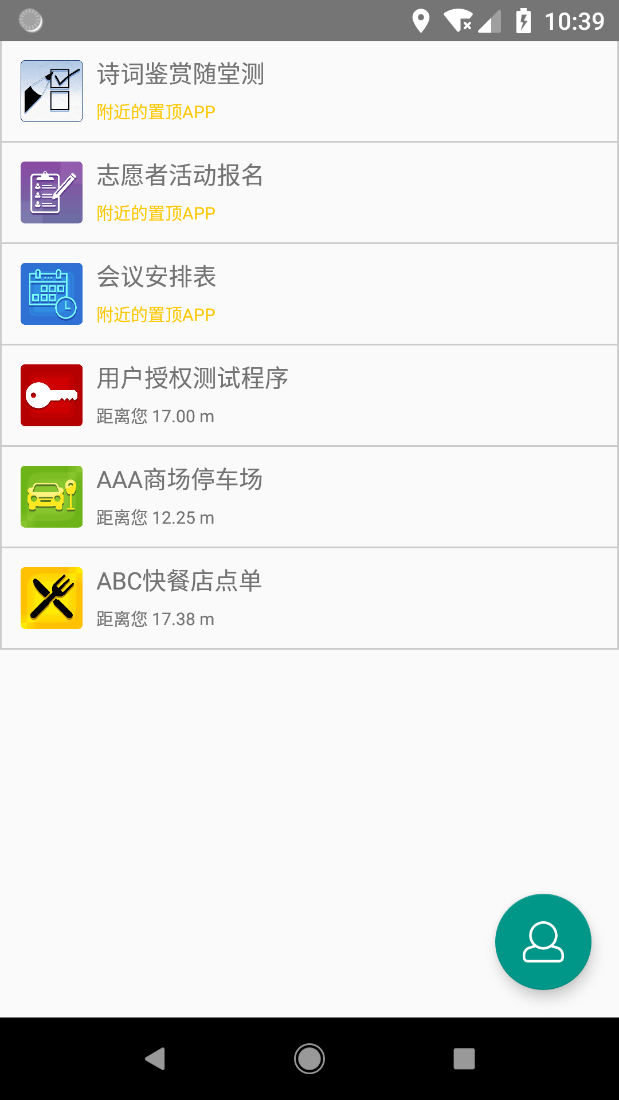 10:39
诗词鉴赏随堂测
附近的置顶APP
志愿者活动报名
附近的置顶APP
会议安排表
附近的置顶APP
用户授权测试程序
距离您 17.00 m
AAA商场停车场
距离您 12.25 m
ABC快餐店点单
距离您 17.38 m